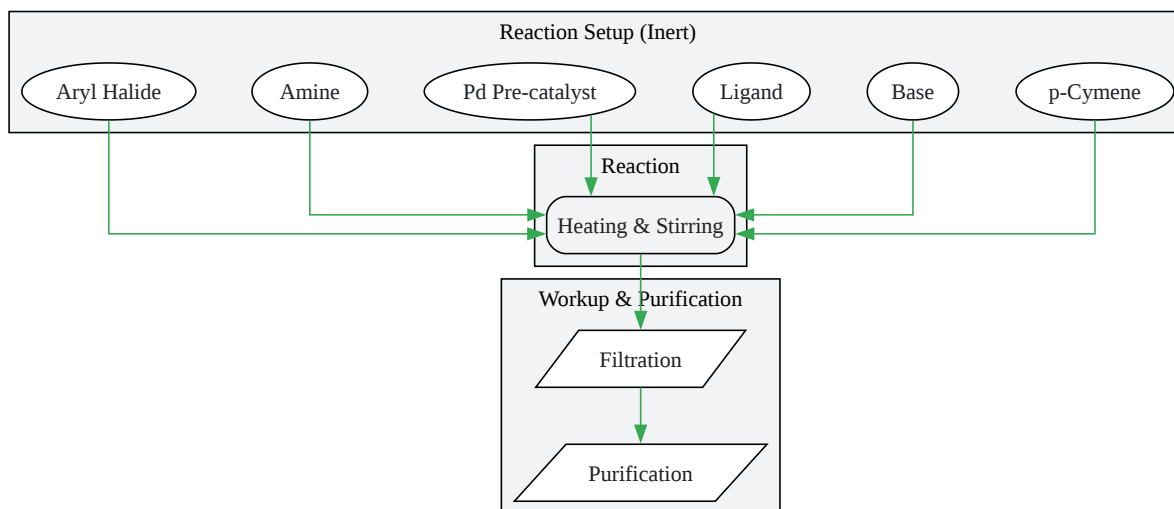 Reaction Setup (Inert)
Aryl Halide
Amine
Pd Pre-catalyst
Ligand
Base
p-Cymene
Reaction
Heating & Stirring
Workup & Purification
Filtration
Purification